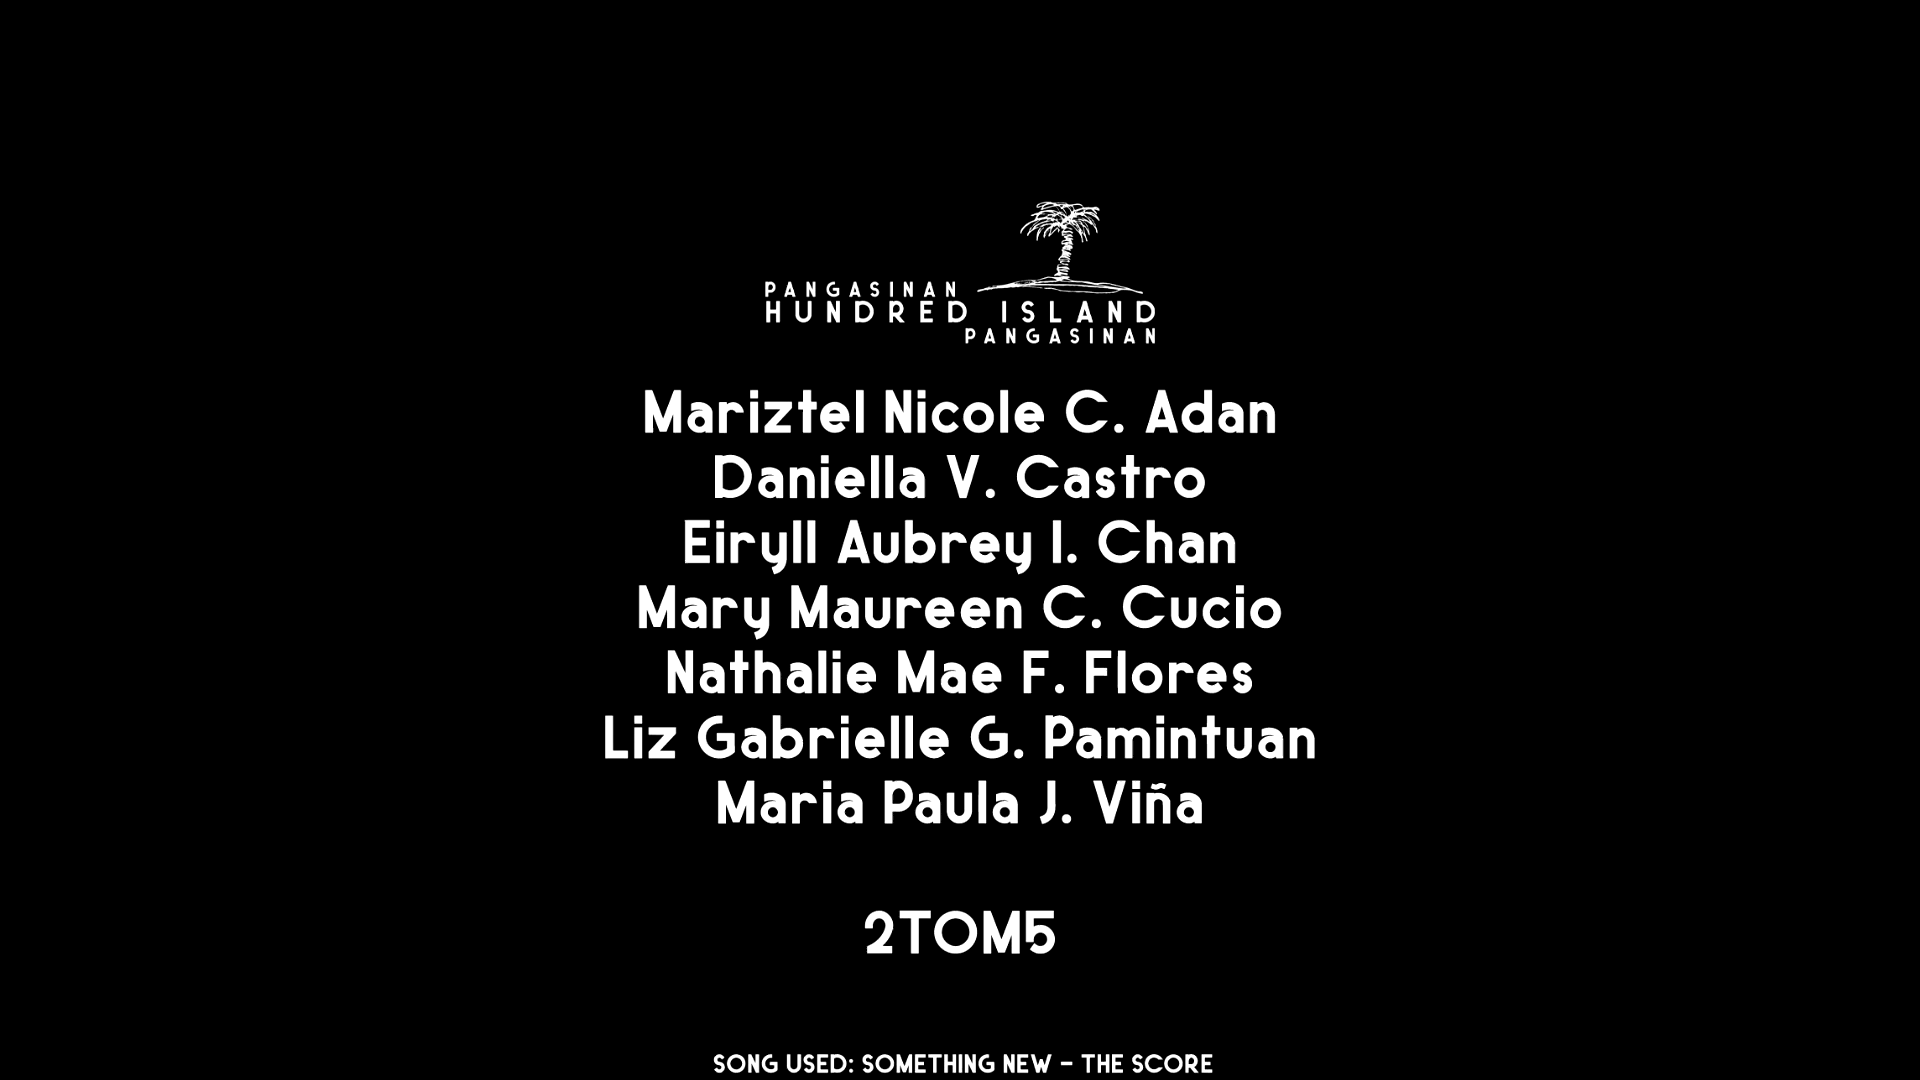 PANGASINAN
HUNDRED ISLAND
PANGASINAN
Mariztel Nicole C. Adan
Daniella V. Castro
Eiryll Aubrey I. Chan
Mary Maureen C. Cucio
Nathalie Mae F. Flores
Liz Gabrielle G. Pamintuan
Maria Paula J. Viña
2TOM5
SONG USED: SOMETHING NEW - THE SCORE